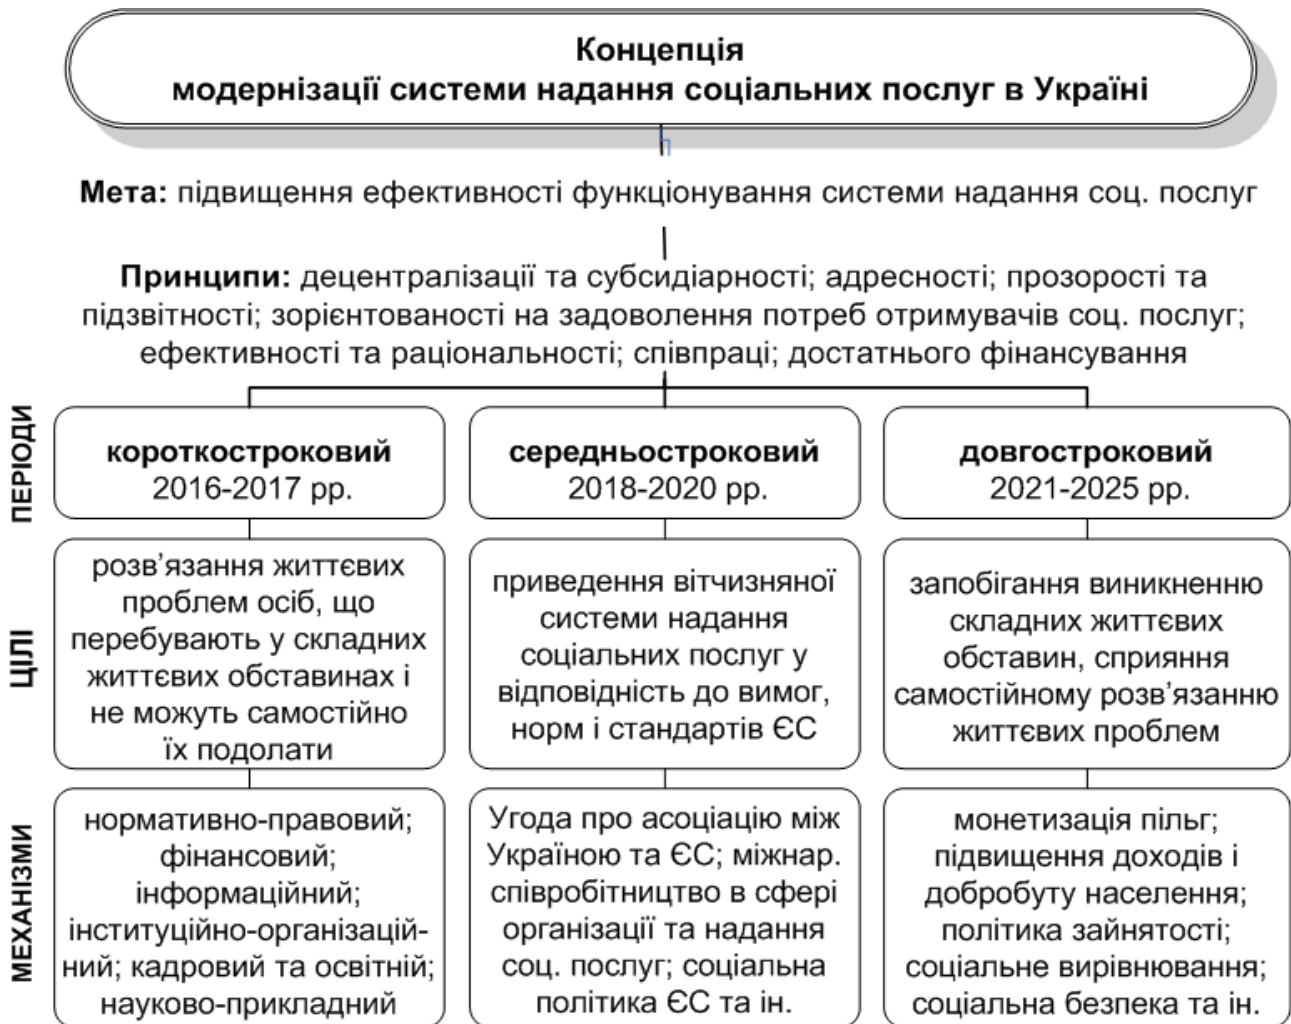 Концепція
модернізації системи надання соціальних послуг в Україні
Мета: підвищення ефективності функціонування системи надання соц. послуг
Принципи: децентралізації та субсидіарності; адресності; прозорості та
підзвітності; зорієнтованості на задоволення потреб отримувачів соц. послуг;
ефективності та раціональності; співпраці; достатнього фінансування
ПЕРІОДИ
короткостроковий
2016-2017 рр.
середньостроковий
2018-2020 рр.
довгостроковий
2021-2025 рр.
ЦІЛІ
розв’язання життєвих
проблем осіб, що
перебувають у складних
життєвих обставинах і
не можуть самостійно
їх подолати
приведення вітчизняної
системи надання
соціальних послуг у
відповідність до вимог,
норм і стандартів ЄС
запобігання виникненню
складних життєвих
обставин, сприяння
самостійному розв’язанню
життєвих проблем
МЕХАНІЗМИ
нормативно-правовий;
фінансовий;
інформаційний;
інституційно-організацій-
ний; кадровий та освітній;
науково-прикладний
Угода про асоціацію між
Україною та ЄС; міжнар.
співробітництво в сфері
організації та надання
соц. послуг; соціальна
політика ЄС та ін.
монетизація пільг;
підвищення доходів і
добробуту населення;
політика зайнятості;
соціальне вирівнювання;
соціальна безпека та ін.